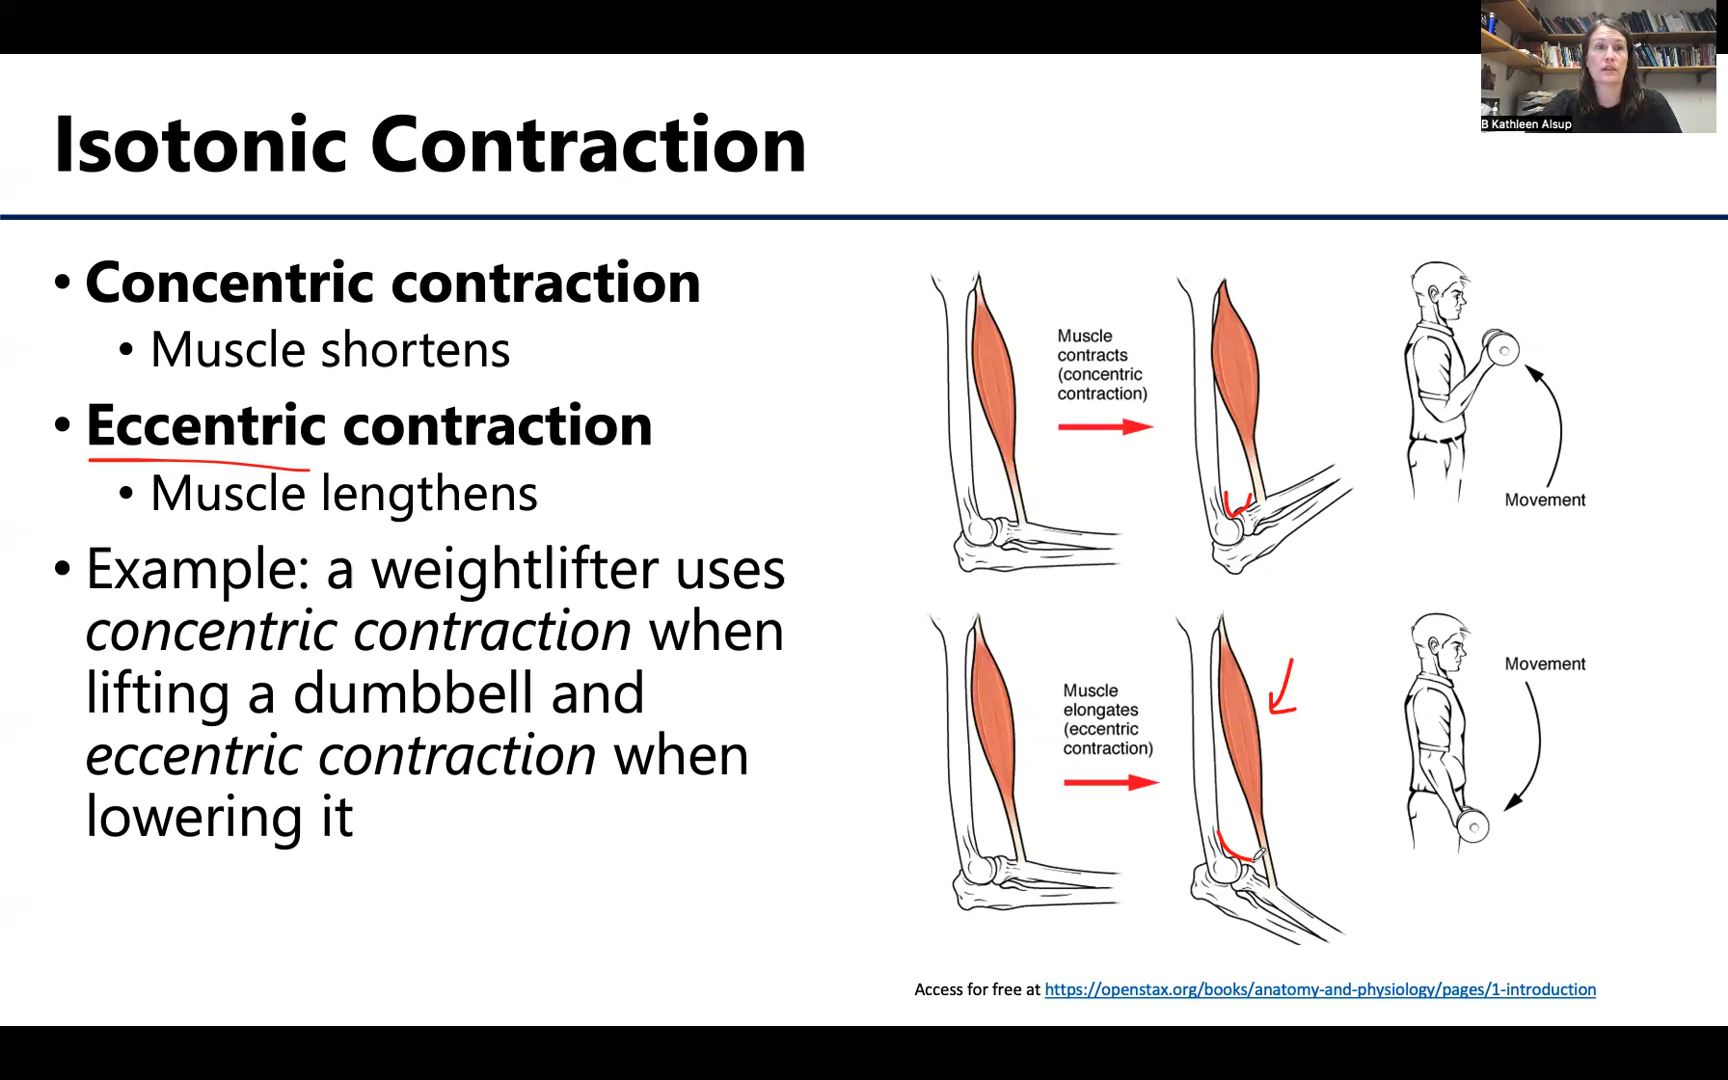 B Kathleen Alsup
Isotonic Contraction
• Concentric contraction
• Muscle shortens
• Eccentric contraction
• Muscle lengthens
• Example: a weightlifter uses
concentric contraction when
lifting a dumbbell and
eccentric contraction when
lowering it
Muscle
contracts
(concentric
contraction)
Movement
Muscle
elongates
(eccentric
contraction)
Movement
Access for free at https://openstax.org/books/anatomy-and-physiology/pages/1-introduction